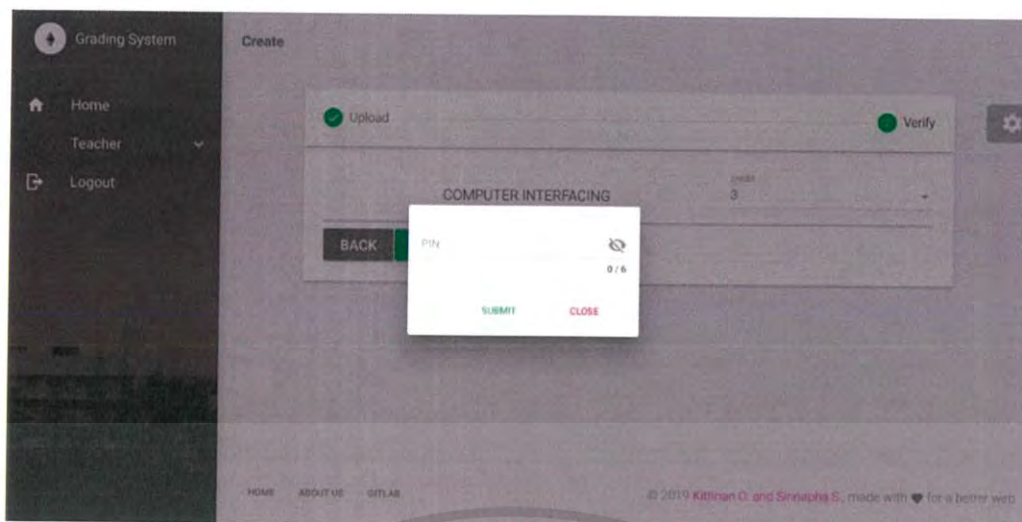 Grading System
Create
Home
Teacher
Logout
Upload
Verify
COMPUTER INTERFACING
credit
3
BACK
PIN
0 / 6
SUBMIT
CLOSE
HOME ABOUT US GITLAB
© 2019 Kittinan O. and Sinnapha S., made with ♥ for a better web